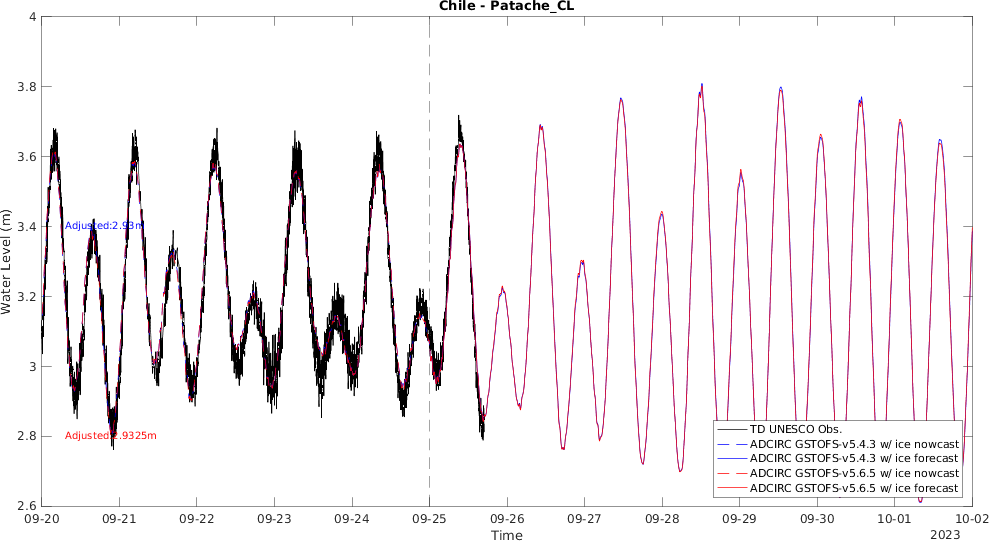 Chile - Patache_CL
4
3.8
3.6
3.4
3.2
3
2.8
2.6
Water Level (m)
Adjusted:2.93m
Adjusted:2.9325m
TD UNESCO Obs.
ADCIRC GSTOFS-v5.4.3 w/ ice nowcast
ADCIRC GSTOFS-v5.4.3 w/ ice forecast
ADCIRC GSTOFS-v5.6.5 w/ ice nowcast
ADCIRC GSTOFS-v5.6.5 w/ ice forecast
09-20 09-21 09-22 09-23 09-24 09-25 09-26 09-27 09-28 09-29 09-30 10-01 10-02
Time
2023